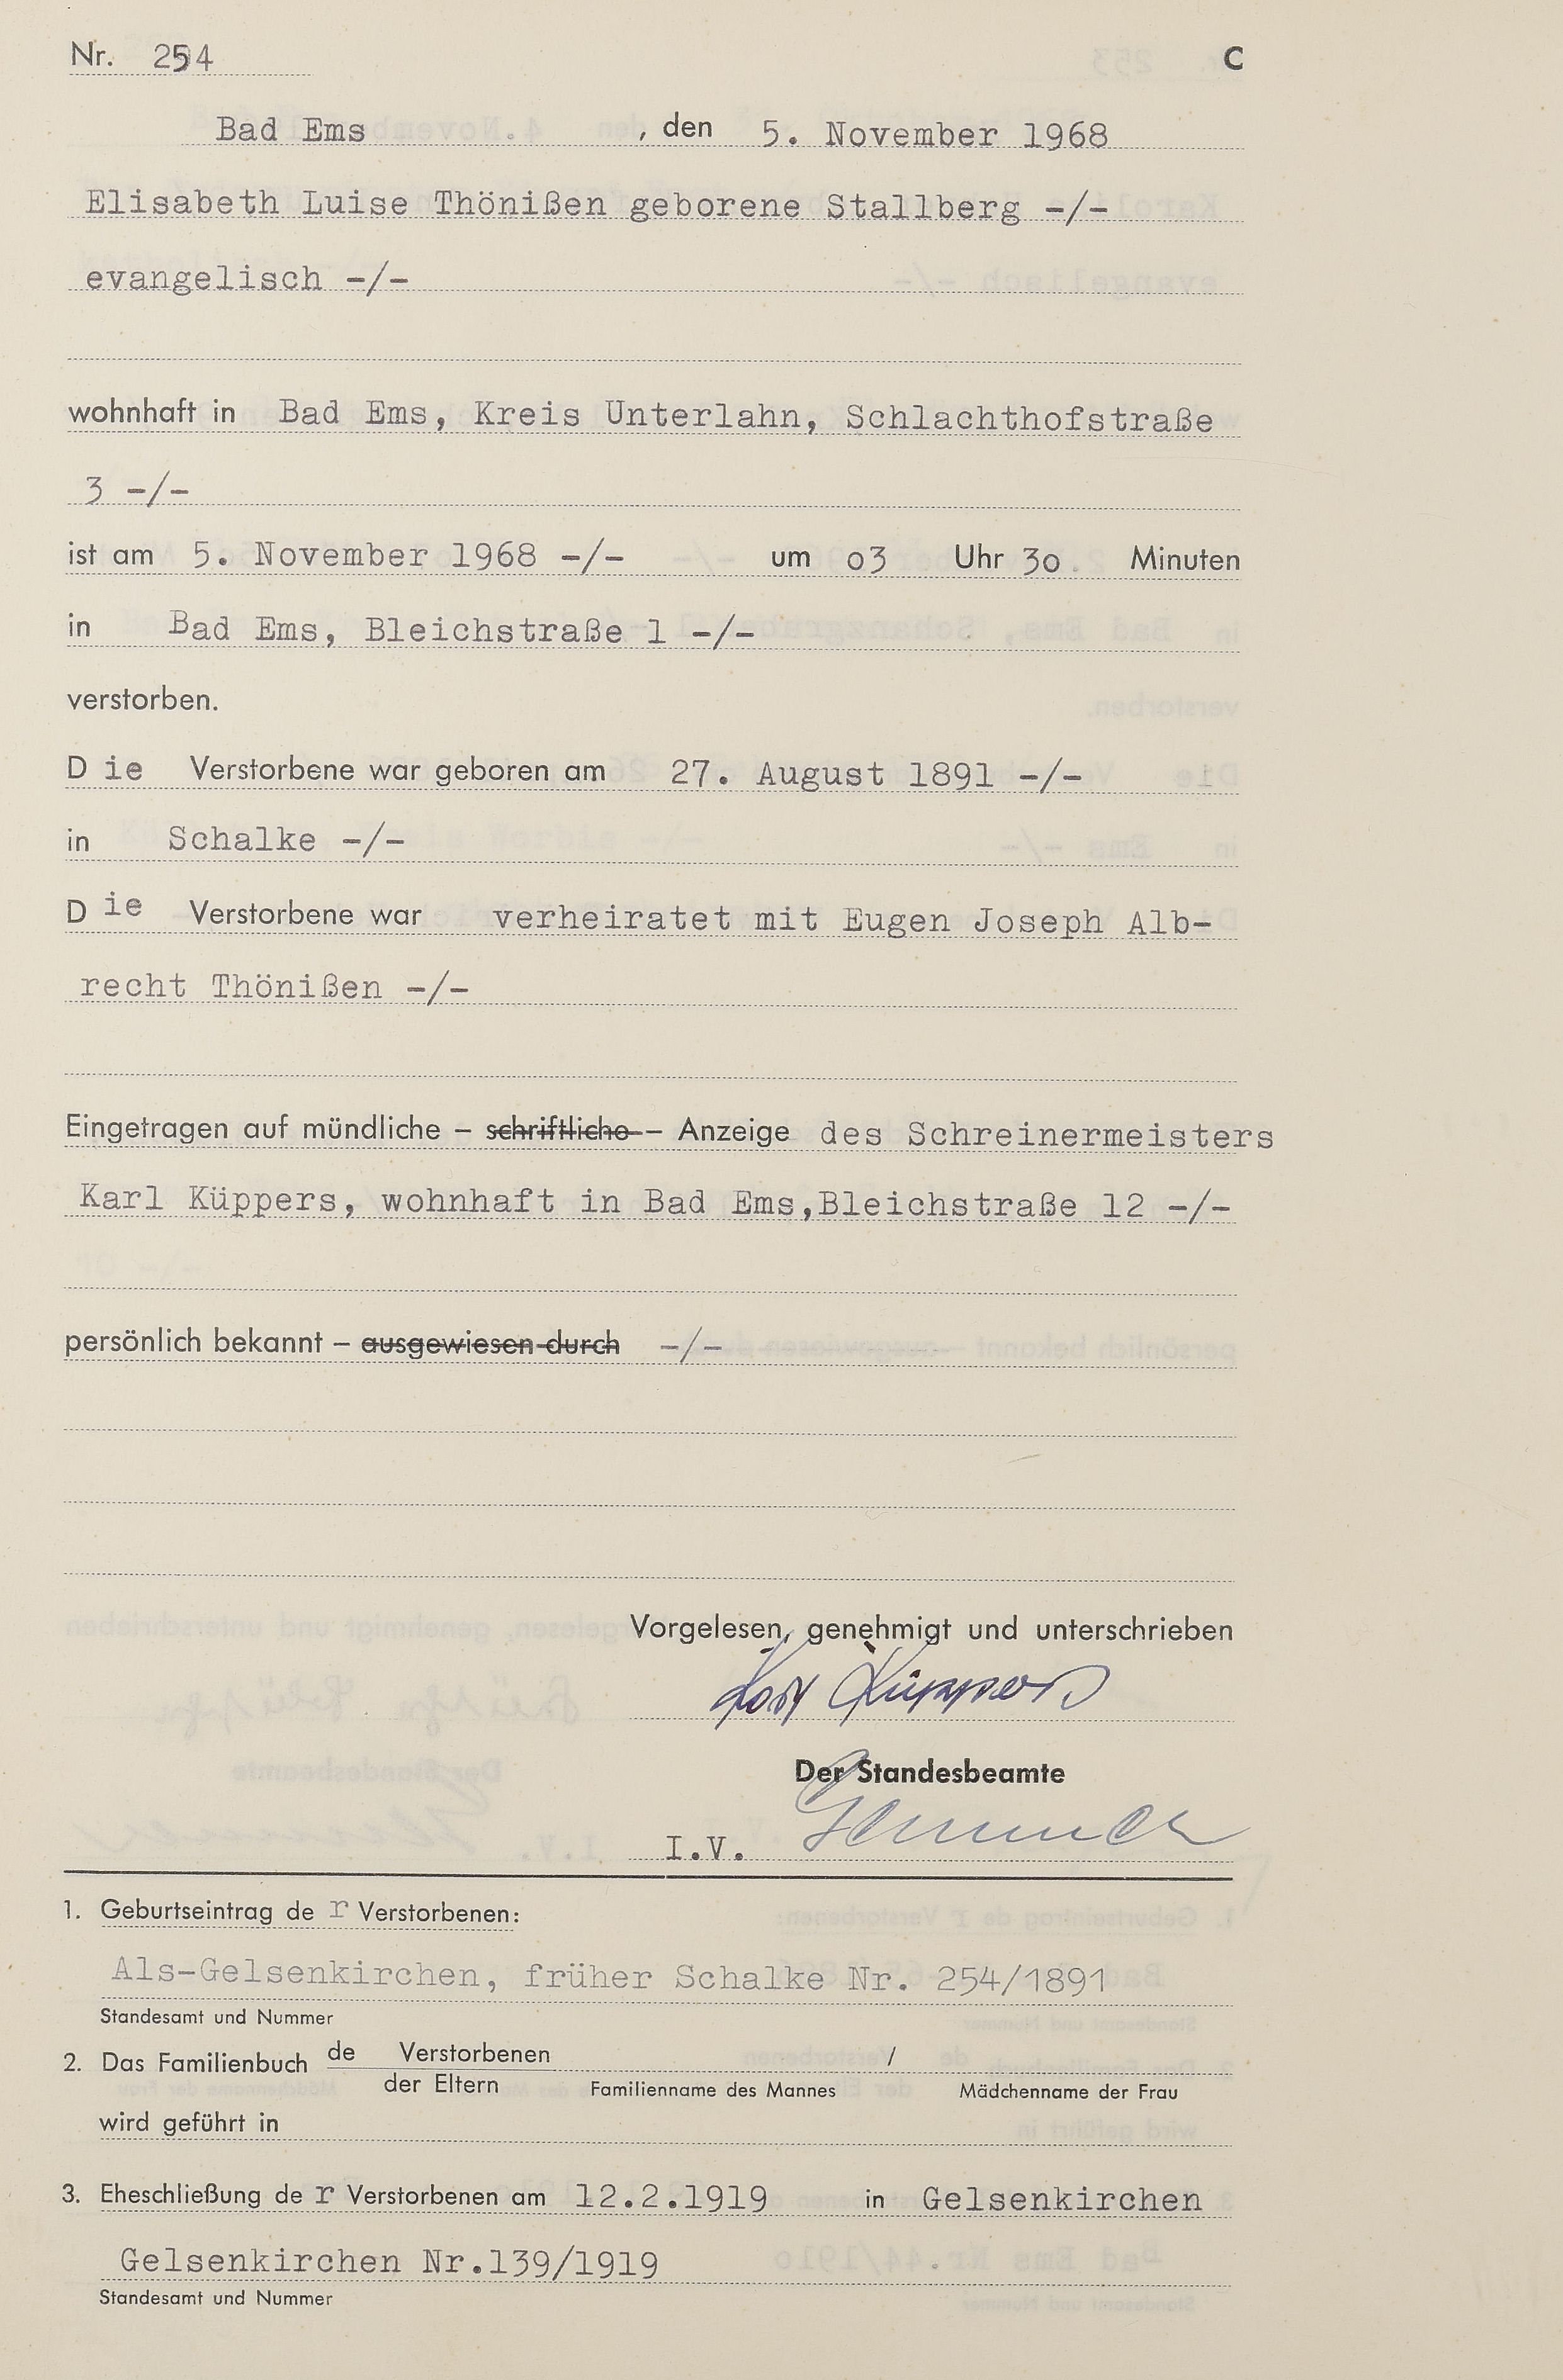 Nr. 254 C
Bad Ems , den 5. November 1968
Elisabeth Luise Thönißen geborene Stallberg -/-
evangelisch -/-
wohnhaft in Bad Ems, Kreis Unterlahn, Schlachthofstraße
3 -/-
ist am 5. November 1968 -/- um o3 Uhr 3o Minuten
in Bad Ems, Bleichstraße 1 -/-
verstorben.
Die Verstorbene war geboren am 27. August 1891 -/-
in Schalke -/-
Die Verstorbene war verheiratet mit Eugen Joseph Alb-
recht Thönißen -/-
Eingetragen auf mündliche – schriftliche – Anzeige des Schreinermeisters
Karl Küppers, wohnhaft in Bad Ems,Bleichstraße 12 -/-
persönlich bekannt – ausgewiesen durch -/-
Vorgelesen, genehmigt und unterschrieben
Karl Küppers
Der Standesbeamte
I.V.
1. Geburtseintrag der Verstorbenen:
Als-Gelsenkirchen, früher Schalke Nr. 254/1891
Standesamt und Nummer
2. Das Familienbuch de Verstorbenen /
der Eltern Familienname des Mannes Mädchenname der Frau
wird geführt in
3. Eheschließung der Verstorbenen am 12.2.1919 in Gelsenkirchen
Gelsenkirchen Nr.139/1919
Standesamt und Nummer